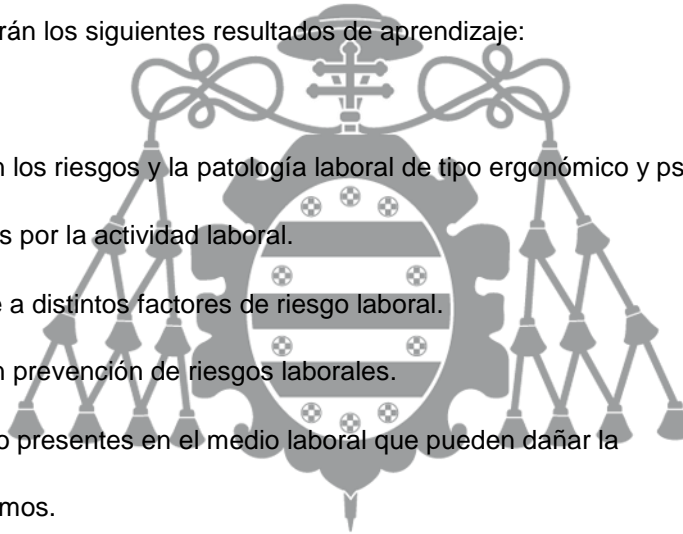 rán los siguientes resultados de aprendizaje:
n los riesgos y la patología laboral de tipo ergonómico y ps
s por la actividad laboral.
e a distintos factores de riesgo laboral.
n prevención de riesgos laborales.
o presentes en el medio laboral que pueden dañar la
mos.